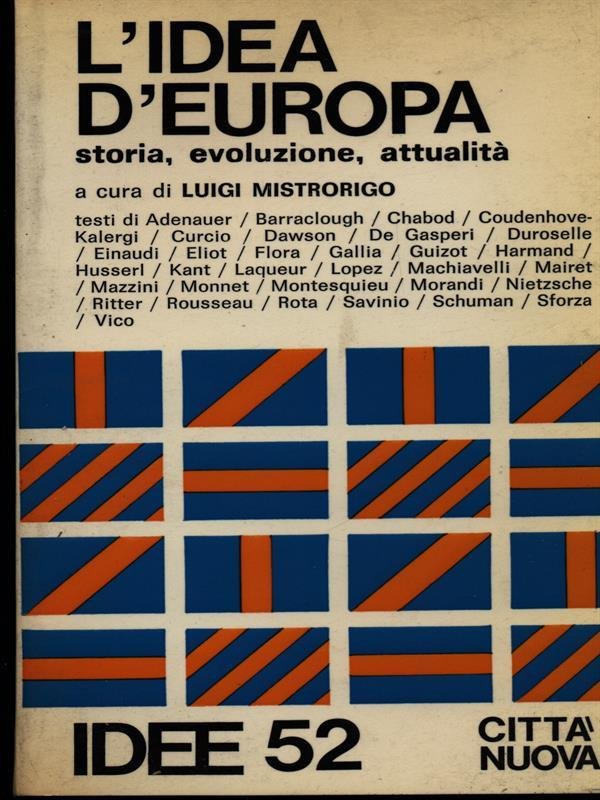 L'IDEA
D'EUROPA
storia, evoluzione, attualità
a cura di LUIGI MISTRORIGO
testi di Adenauer / Barraclough / Chabod / Coudenhove-
Kalergi / Curcio / Dawson / De Gasperi / Duroselle
/ Einaudi / Eliot / Flora / Gallia / Guizot / Harmand /
Husserl / Kant / Laqueur / Lopez / Machiavelli / Mairet
/ Mazzini / Monnet / Montesquieu / Morandi / Nietzsche
/ Ritter / Rousseau / Rota / Savinio / Schuman / Sforza
/ Vico
IDEE 52
CITTA'
NUOVA